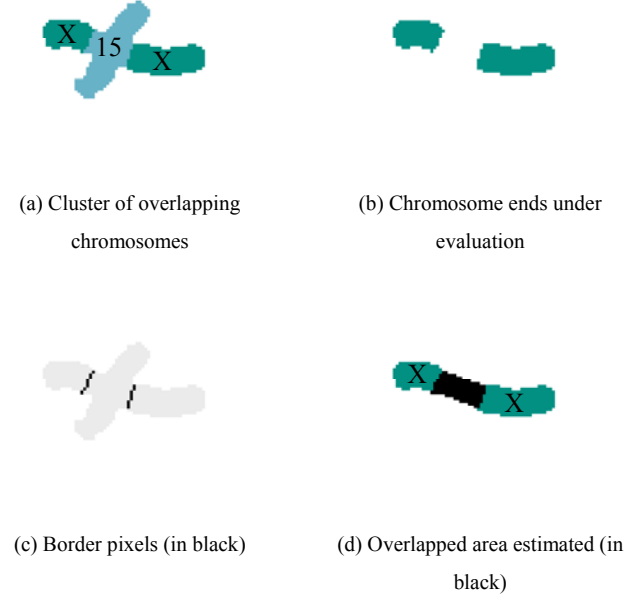 X
15
X
(a) Cluster of overlapping
chromosomes
(b) Chromosome ends under
evaluation
X
X
(c) Border pixels (in black)
(d) Overlapped area estimated (in
black)